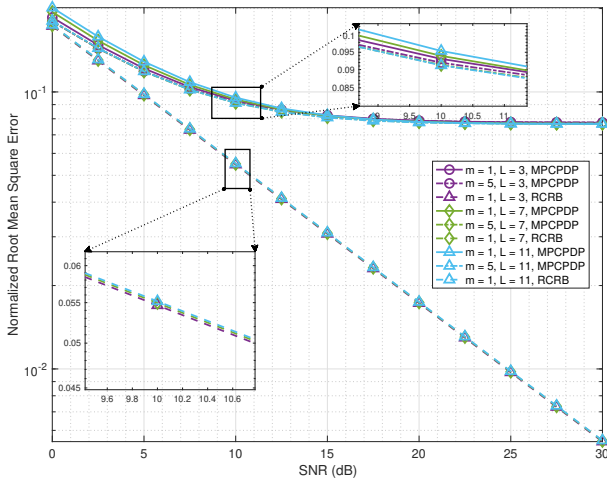 10⁻¹
10⁻²
Normalized Root Mean Square Error
0
5
10
15
20
25
30
SNR (dB)
0.1
0.095
0.09
0.085
9
9.5
10
10.5
11
m = 1, L = 3, MPCPDP
m = 5, L = 3, MPCPDP
m = 1, L = 3, RCRB
m = 1, L = 7, MPCPDP
m = 5, L = 7, MPCPDP
m = 1, L = 7, RCRB
m = 1, L = 11, MPCPDP
m = 5, L = 11, MPCPDP
m = 1, L = 11, RCRB
0.06
0.055
0.05
0.045
9.6
9.8
10
10.2
10.4
10.6